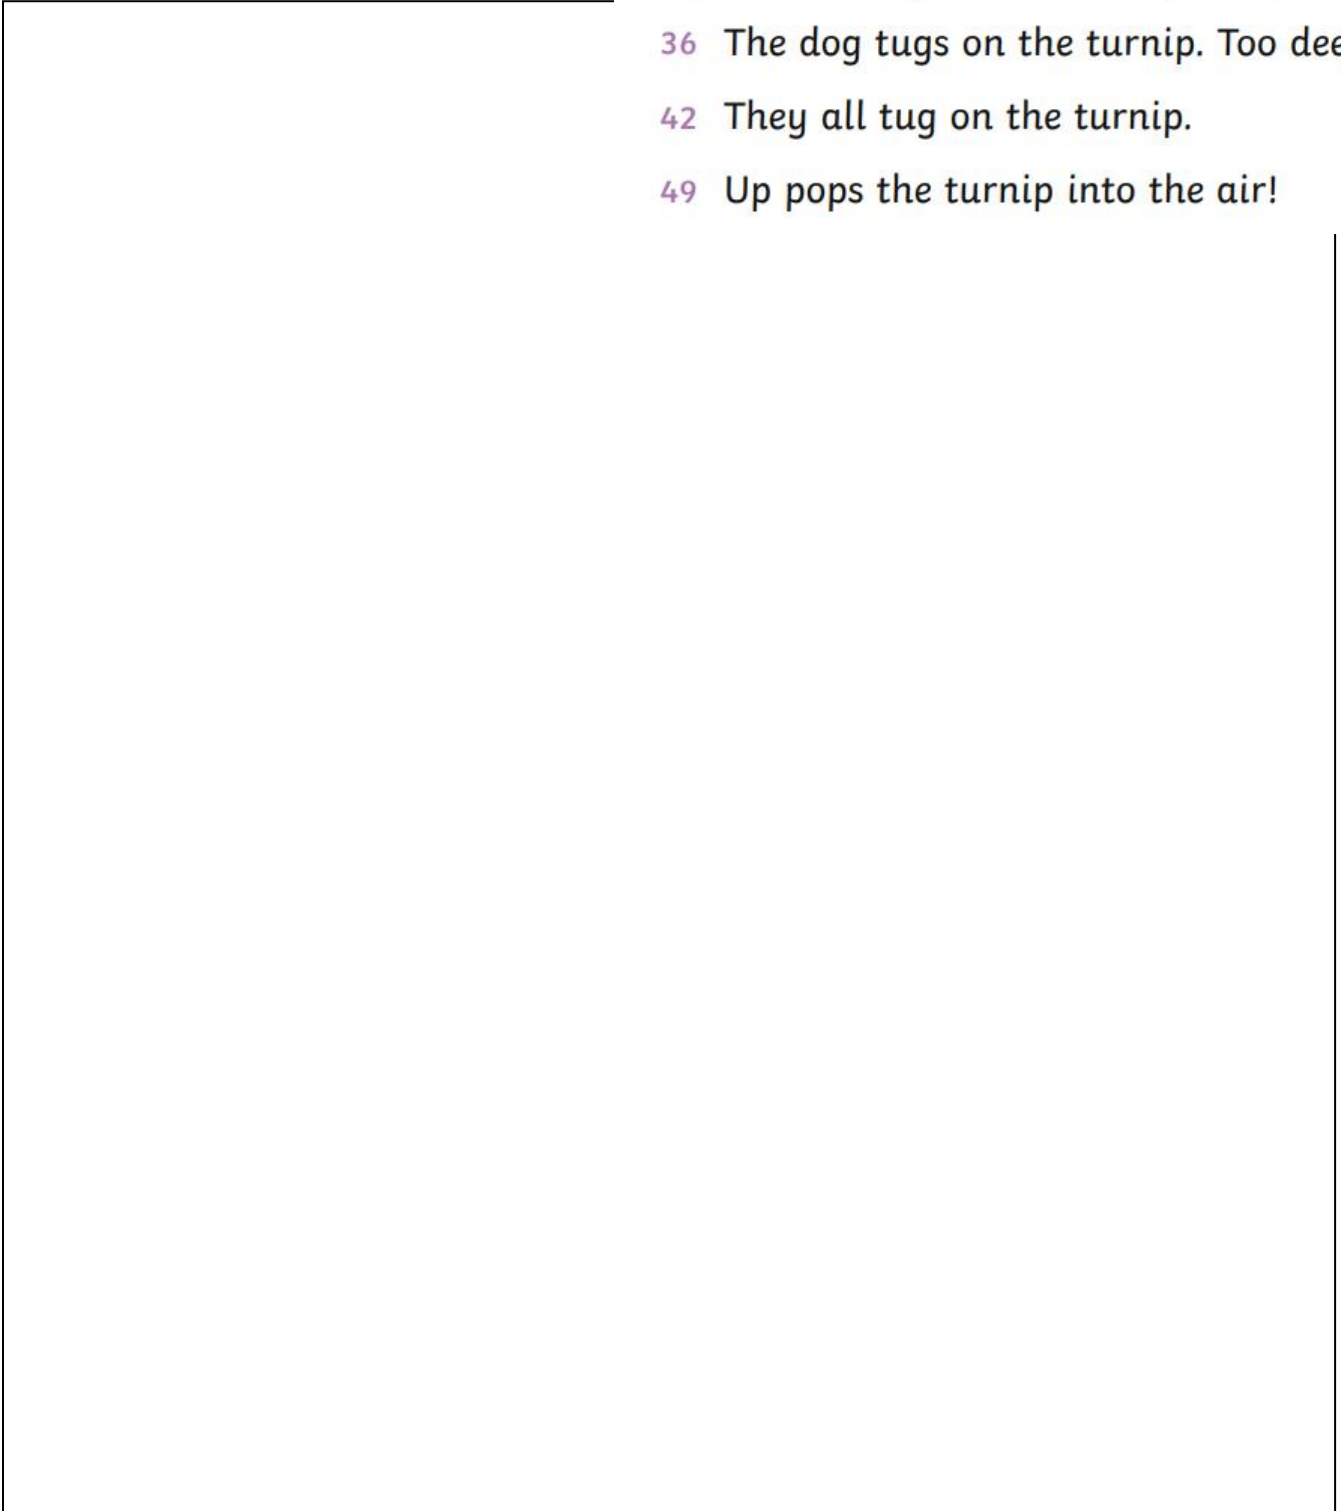 36 The dog tugs on the turnip. Too
42 They all tug on the turnip.
49 Up pops the turnip into the air!